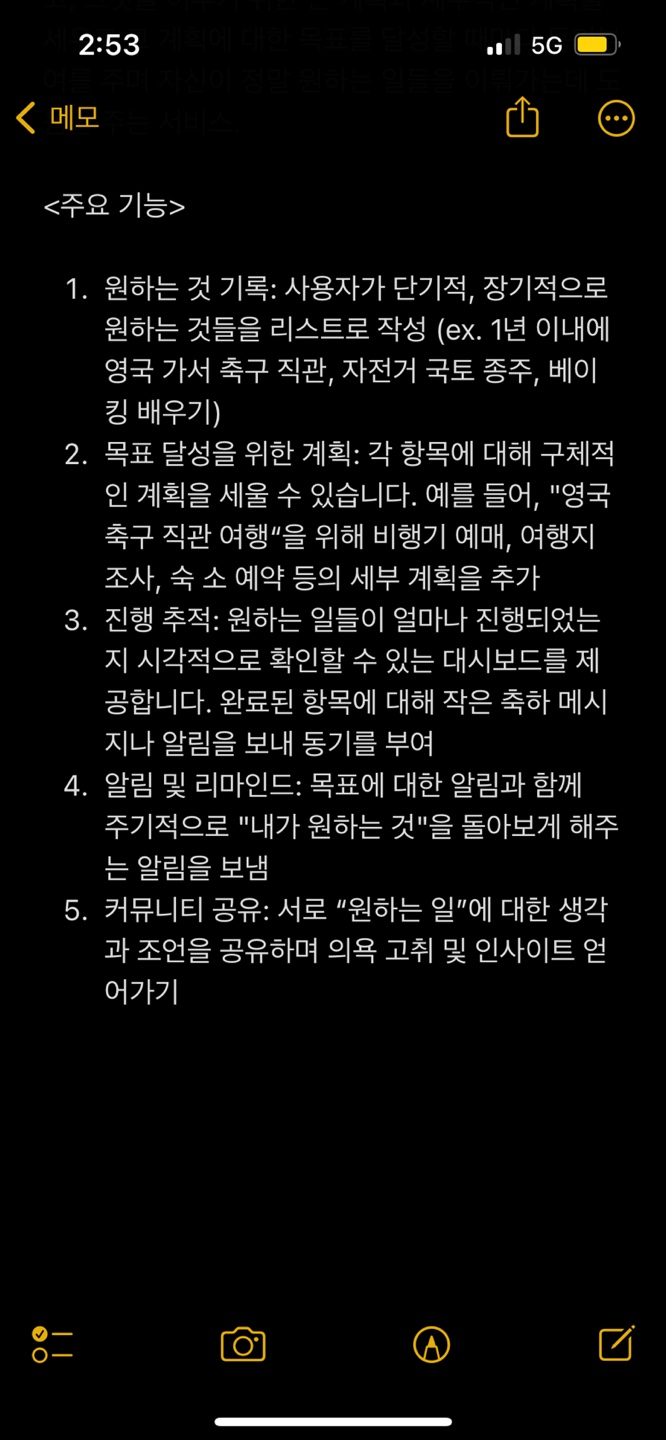 2:53 5G
메모
<주요 기능>
1. 원하는 것 기록: 사용자가 단기적, 장기적으로
원하는 것들을 리스트로 작성 (ex. 1년 이내에
영국 가서 축구 직관, 자전거 국토 종주, 베이
킹 배우기)
2. 목표 달성을 위한 계획: 각 항목에 대해 구체적
인 계획을 세울 수 있습니다. 예를 들어, "영국
축구 직관 여행“을 위해 비행기 예매, 여행지
조사, 숙 소 예약 등의 세부 계획을 추가
3. 진행 추적: 원하는 일들이 얼마나 진행되었는
지 시각적으로 확인할 수 있는 대시보드를 제
공합니다. 완료된 항목에 대해 작은 축하 메시
지나 알림을 보내 동기를 부여
4. 알림 및 리마인드: 목표에 대한 알림과 함께
주기적으로 "내가 원하는 것"을 돌아보게 해주
는 알림을 보냄
5. 커뮤니티 공유: 서로 “원하는 일”에 대한 생각
과 조언을 공유하며 의욕 고취 및 인사이트 얻
어가기